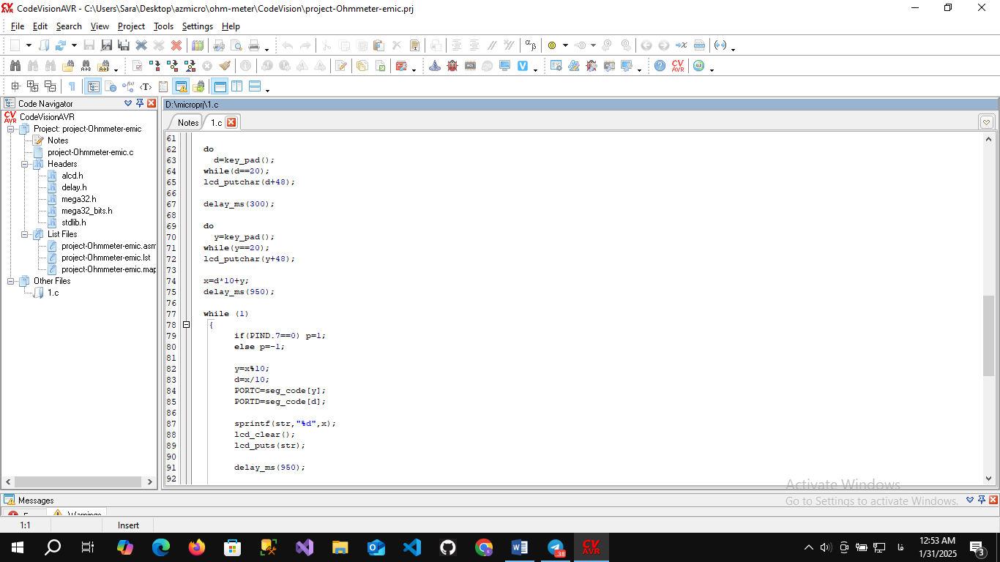 CodeVisionAVR - C:\Users\Sara\Desktop\azmicro\ohm-meter\CodeVision\project-Ohmmeter-emic.prj
File Edit Search View Project Tools Settings Help
Code Navigator
CodeVisionAVR
Project: project-Ohmmeter-emic
Notes
project-Ohmmeter-emic.c
Headers
alcd.h
delay.h
mega32.h
mega32_bits.h
stdlib.h
List Files
project-Ohmmeter-emic.asm
project-Ohmmeter-emic.lst
project-Ohmmeter-emic.map
Other Files
1.c
D:\microprj\1.c
Notes 1.c
61
62 do
63 d=key_pad();
64 while(d==20);
65 lcd_putchar(d+48);
66
67 delay_ms(300);
68
69 do
70 y=key_pad();
71 while(y==20);
72 lcd_putchar(y+48);
73
74 x=d*10+y;
75 delay_ms(950);
76
77 while (1)
78 {
79 if(PIND.7==0) p=1;
80 else p=-1;
81
82 y=x%10;
83 d=x/10;
84 PORTC=seg_code[y];
85 PORTD=seg_code[d];
86
87 sprintf(str,"%d",x);
88 lcd_clear();
89 lcd_puts(str);
90
91 delay_ms(950);
92
Activate Windows
Go to Settings to activate Windows.
Messages
Warnings
1:1 Insert
38
CV AVR
فا
12:53 AM
1/31/2025
3